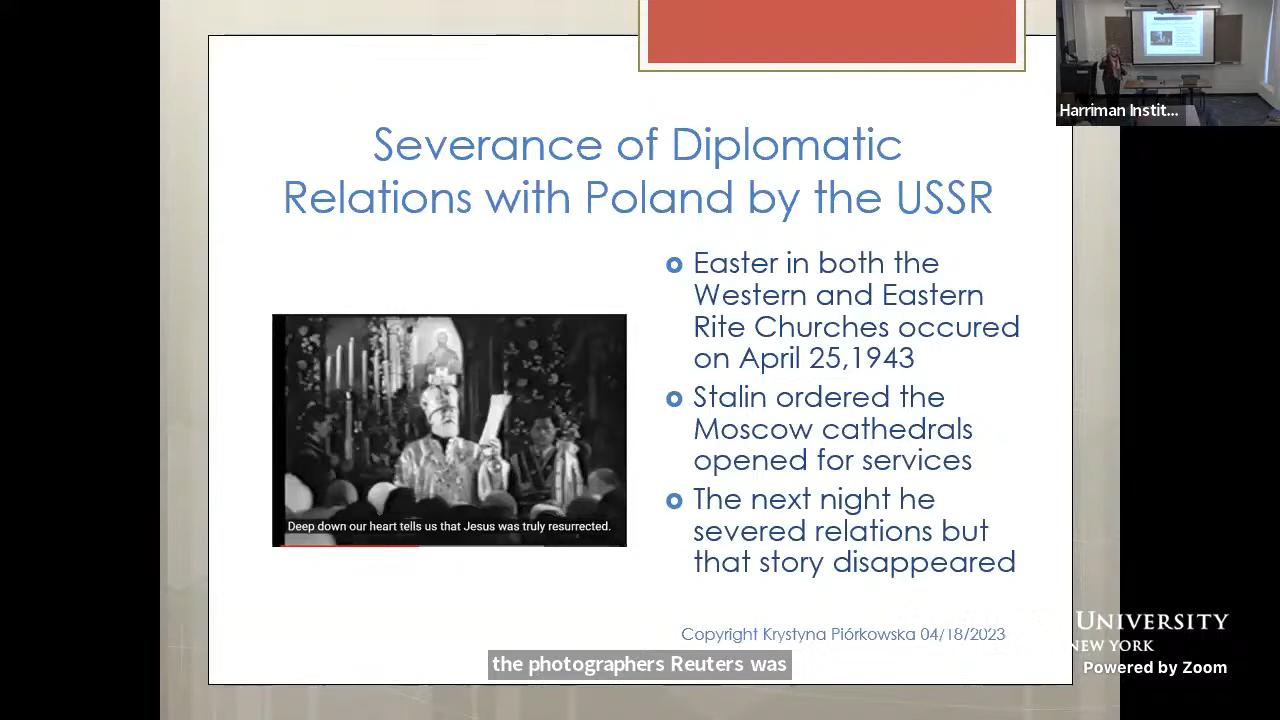 Harriman Instit...
Severance of Diplomatic
Relations with Poland by the USSR
Easter in both the
Western and Eastern
Rite Churches occured
on April 25,1943
Stalin ordered the
Moscow cathedrals
opened for services
The next night he
severed relations but
that story disappeared
Deep down our heart tells us that Jesus was truly resurrected.
Copyright Krystyna Piórkowska 04/18/2023
the photographers Reuters was
UNIVERSITY
NEW YORK
Powered by Zoom